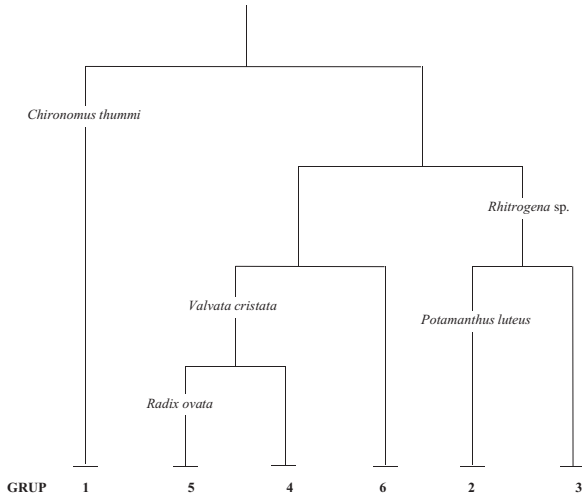 Chironomus thummi
Rhitrogena sp.
Valvata cristata
Potamanthus luteus
Radix ovata
GRUP 1 5 4 6 2 3